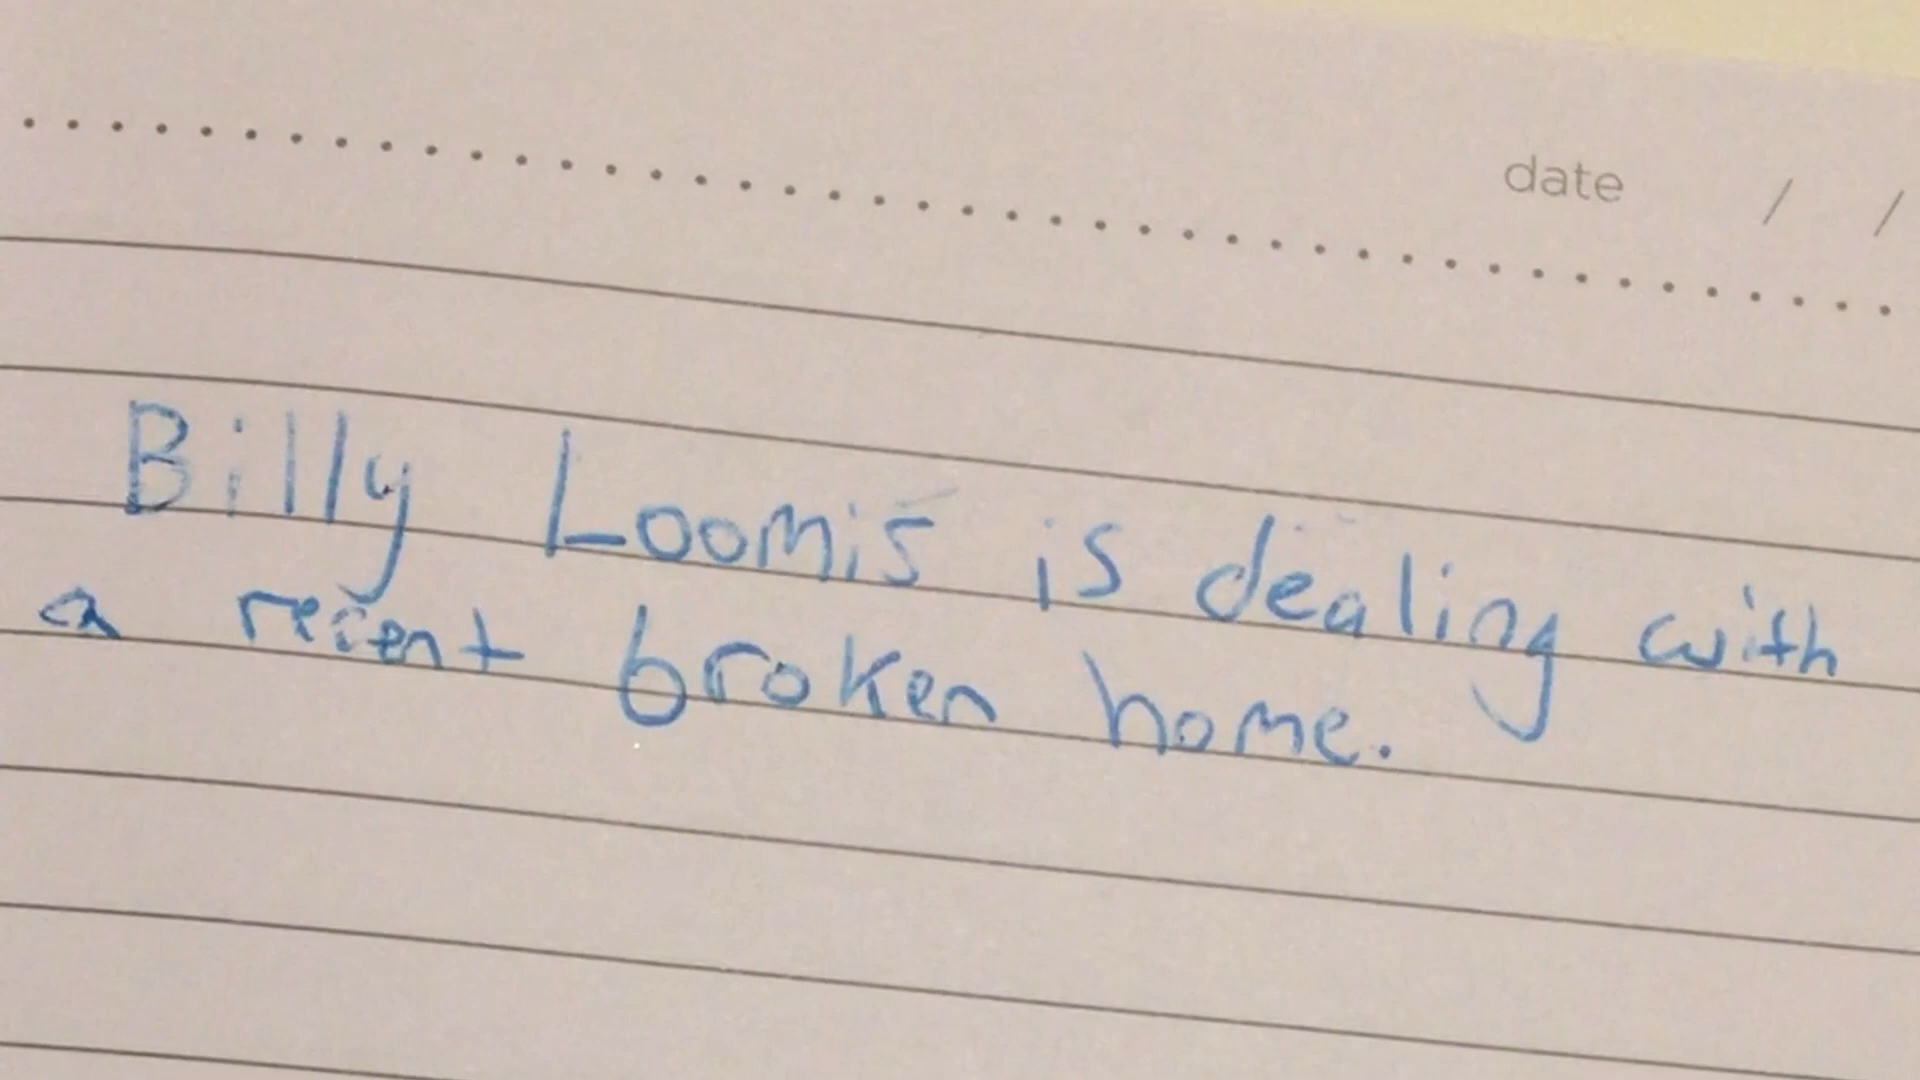 date / /
Billy Loomis is dealing with
a recent broken home.